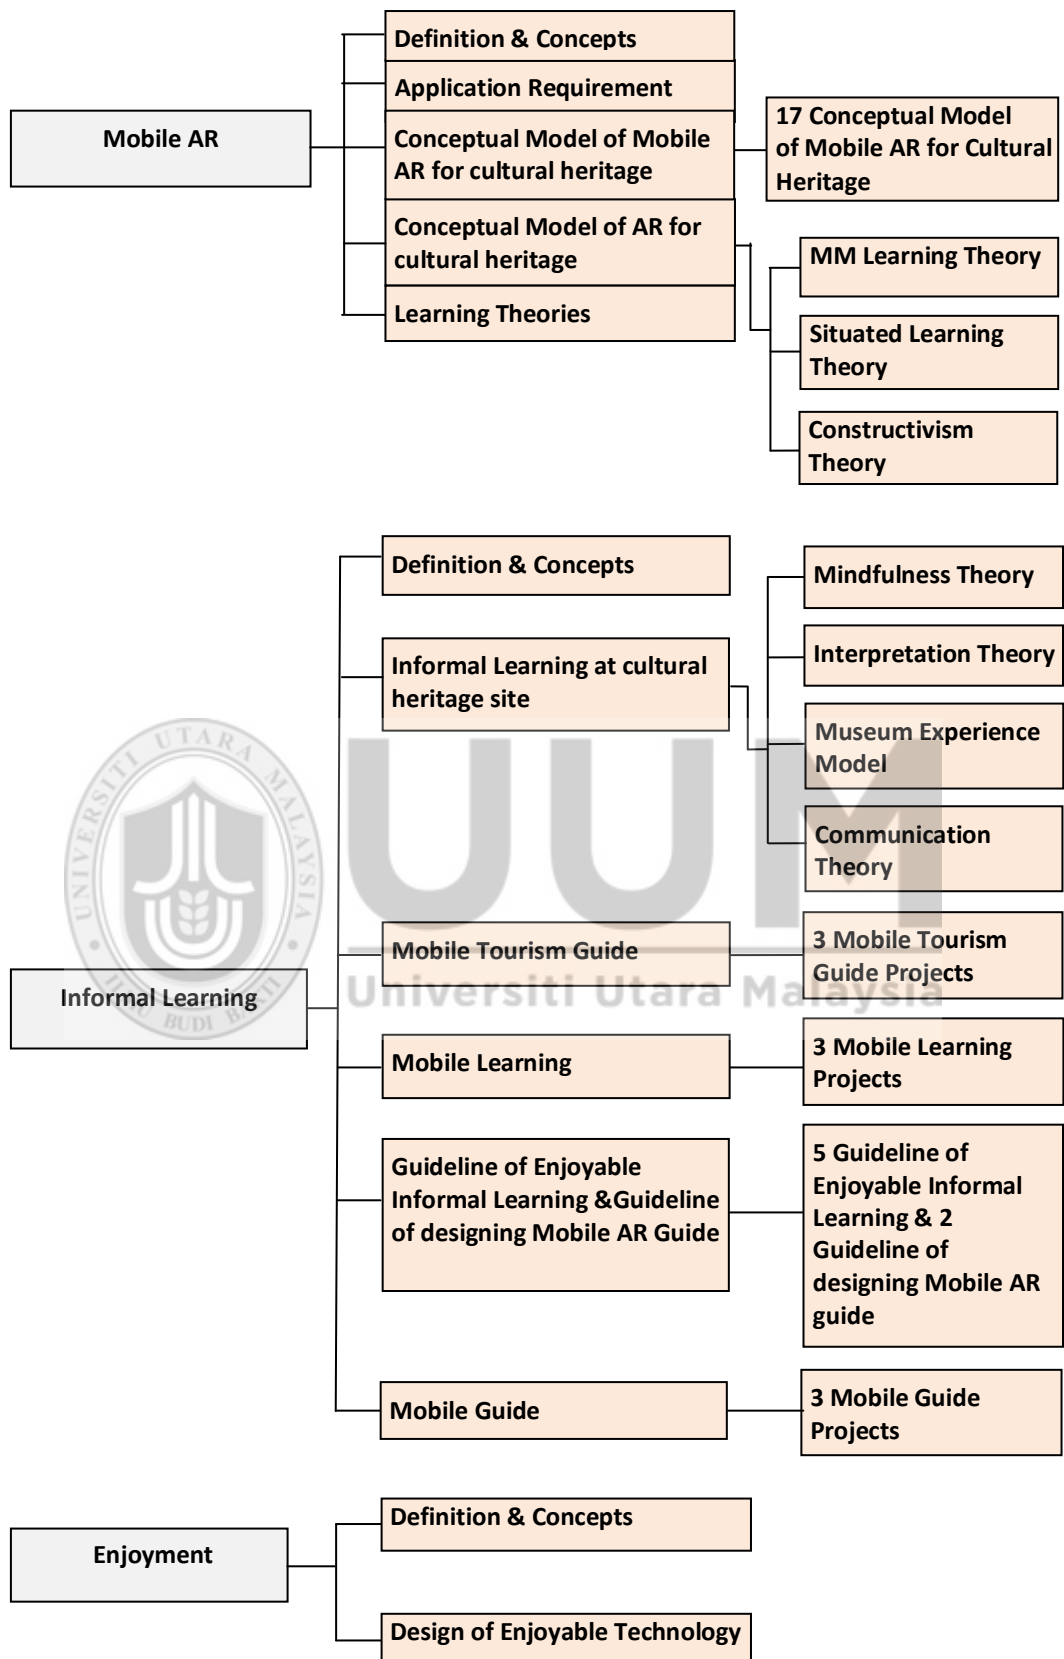 Mobile AR
Definition & Concepts
Application Requirement
Conceptual Model of Mobile
AR for cultural heritage
17 Conceptual Model
of Mobile AR for Cultural
Heritage
Conceptual Model of AR for
cultural heritage
Learning Theories
MM Learning Theory
Situated Learning
Theory
Constructivism
Theory
Informal Learning
Definition & Concepts
Informal Learning at cultural
heritage site
Mindfulness Theory
Interpretation Theory
Museum Experience
Model
Communication
Theory
Mobile Tourism Guide
3 Mobile Tourism
Guide Projects
Mobile Learning
3 Mobile Learning
Projects
Guideline of Enjoyable
Informal Learning &Guideline
of designing Mobile AR Guide
5 Guideline of
Enjoyable Informal
Learning & 2
Guideline of
designing Mobile AR
guide
Mobile Guide
3 Mobile Guide
Projects
Enjoyment
Definition & Concepts
Design of Enjoyable Technology
UNIVERSITI UTARA MALAYSIA
BUDI
UUM
Universiti Utara Malaysia